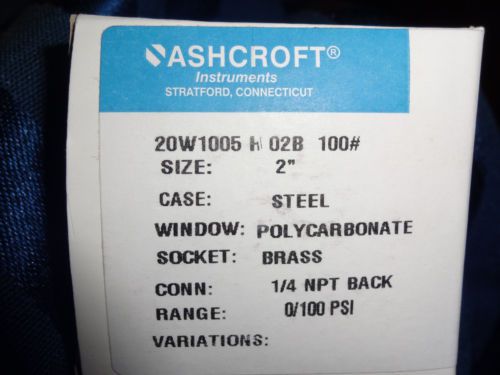 ASHCROFT®
Instruments
STRATFORD, CONNECTICUT
20W1005 H 02B 100#
SIZE: 2"
CASE: STEEL
WINDOW: POLYCARBONATE
SOCKET: BRASS
CONN: 1/4 NPT BACK
RANGE: 0/100 PSI
VARIATIONS: